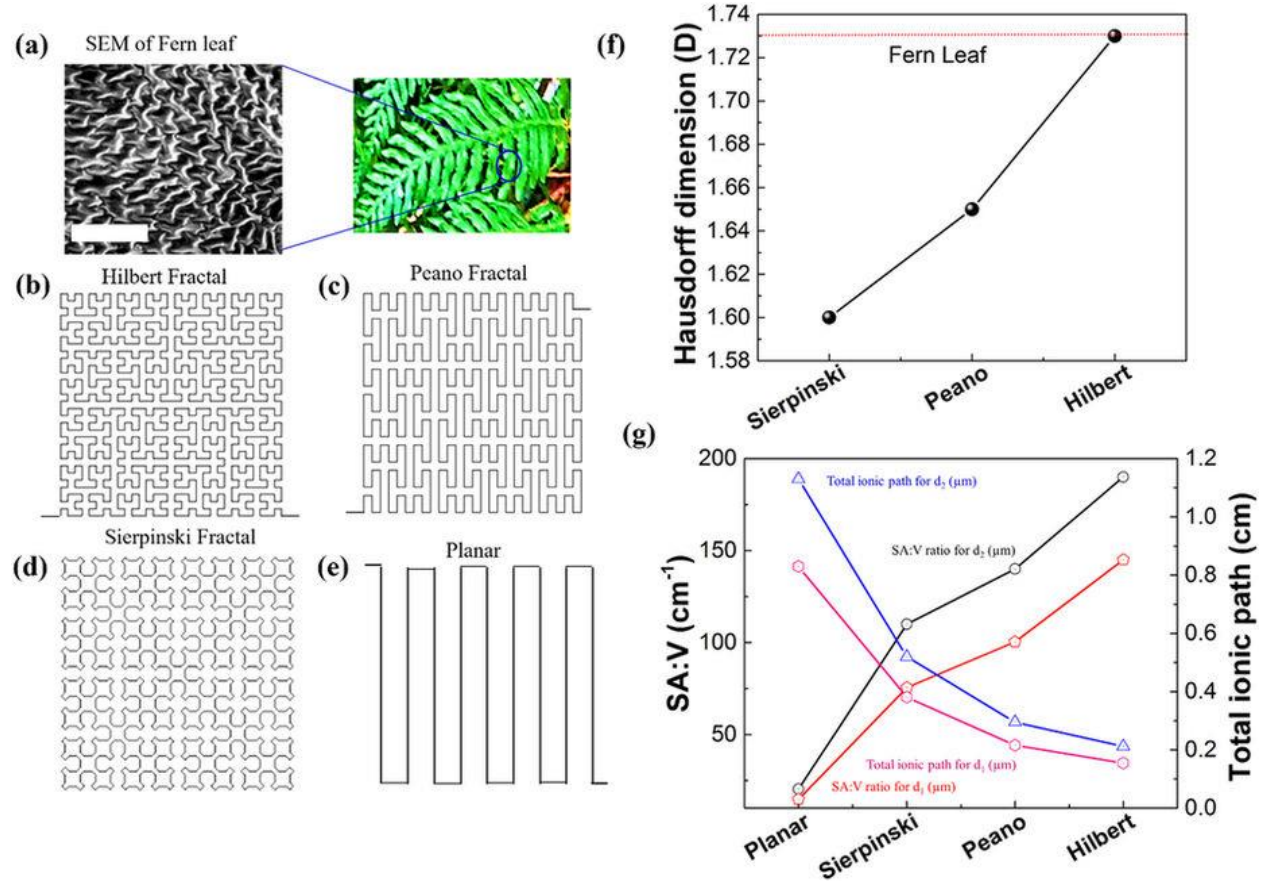 (a)
SEM of Fern leaf
(b)
Hilbert Fractal
(c)
Peano Fractal
(d)
Sierpinski Fractal
(e)
Planar
(f)
Hausdorff dimension (D)
1.74
1.72
1.70
1.68
1.66
1.64
1.62
1.60
1.58
Fern Leaf
Sierpinski
Peano
Hilbert
(g)
SA:V (cm⁻¹)
200
150
100
50
Total ionic path for d₂ (µm)
SA:V ratio for d₂ (µm)
Total ionic path for d₁ (µm)
SA:V ratio for d₁ (µm)
1.2
1.0
0.8
0.6
0.4
0.2
0.0
Total ionic path (cm)
Planar
Sierpinski
Peano
Hilbert